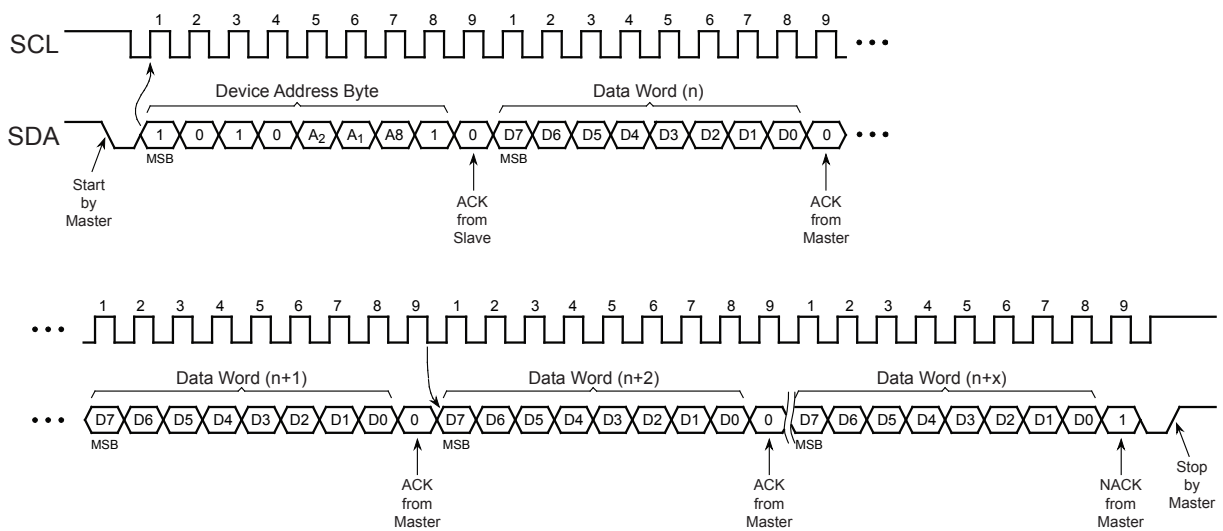 1 2 3 4 5 6 7 8 9 1 2 3 4 5 6 7 8 9
SCL
Device Address Byte Data Word (n)
SDA 1 0 1 0 A2 A1 A8 1 0 D7 D6 D5 D4 D3 D2 D1 D0 0
MSB MSB
Start
by
Master
ACK
from
Slave
ACK
from
Master
1 2 3 4 5 6 7 8 9 1 2 3 4 5 6 7 8 9 1 2 3 4 5 6 7 8 9
Data Word (n+1) Data Word (n+2) Data Word (n+x)
D7 D6 D5 D4 D3 D2 D1 D0 0 D7 D6 D5 D4 D3 D2 D1 D0 0 D7 D6 D5 D4 D3 D2 D1 D0 1
MSB MSB MSB
ACK
from
Master
ACK
from
Master
NACK
from
Master
Stop
by
Master